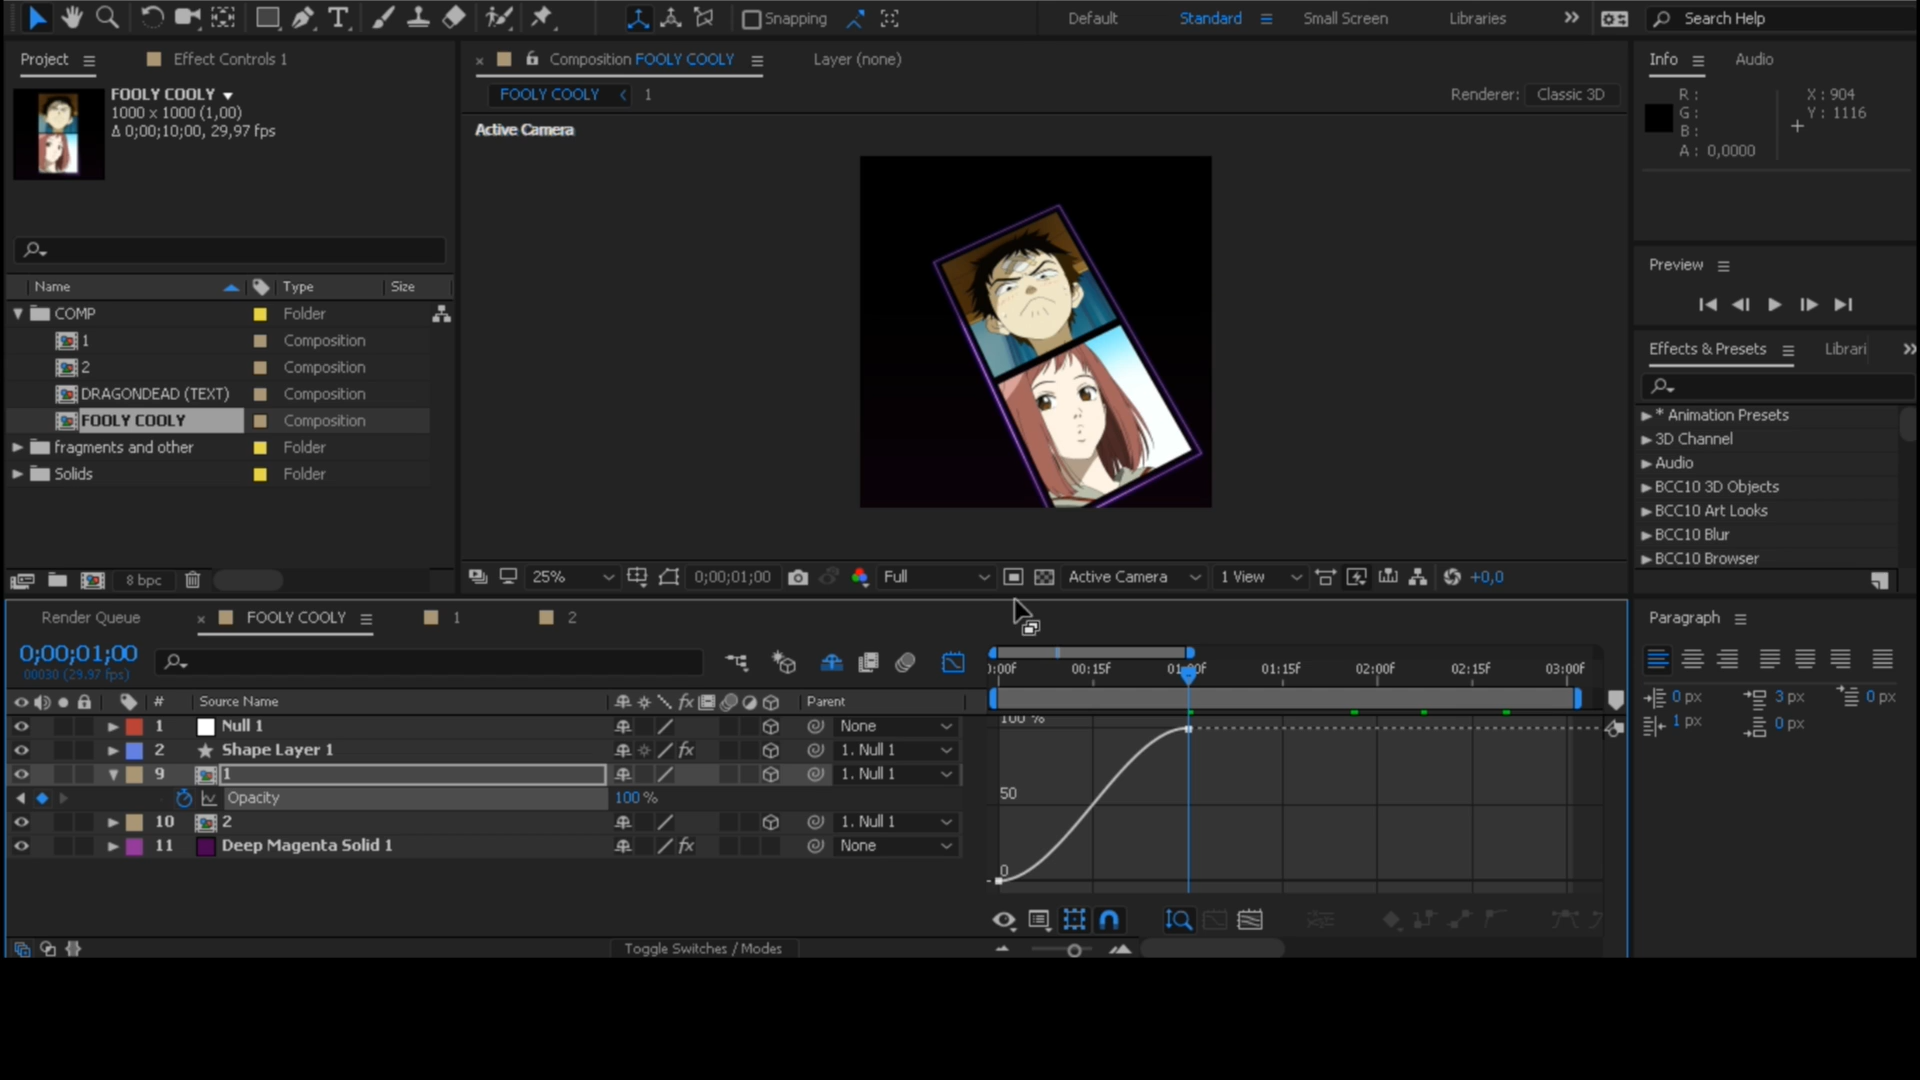 Snapping
Default
Standard
Small Screen
Libraries
Search Help
Project
Effect Controls 1
Composition FOOLY COOLY
Layer (none)
Info
Audio
FOOLY COOLY
1000 x 1000 (1,00)
Δ 0;00;10;00, 29,97 fps
FOOLY COOLY
1
Renderer:
Classic 3D
Active Camera
R :
G :
B :
A : 0,0000
X : 904
Y : 1116
Preview
Name
Type
Size
COMP
Folder
1
Composition
2
Composition
DRAGONDEAD (TEXT)
Composition
FOOLY COOLY
Composition
fragments and other
Folder
Solids
Folder
Effects & Presets
Librari
* Animation Presets
3D Channel
Audio
BCC10 3D Objects
BCC10 Art Looks
BCC10 Blur
BCC10 Browser
8 bpc
25%
0;00;01;00
Full
Active Camera
1 View
+0,0
Render Queue
FOOLY COOLY
1
2
0;00;01;00
00030 (29.97 fps)
Paragraph
0 px
3 px
0 px
1 px
0 px
#
Source Name
fx
Parent
):00f
00:15f
01:00f
01:15f
02:00f
02:15f
03:00f
1
Null 1
None
2
Shape Layer 1
fx
1. Null 1
9
1
1. Null 1
Opacity
100 %
10
2
1. Null 1
11
Deep Magenta Solid 1
fx
None
100 %
50
0
Toggle Switches / Modes